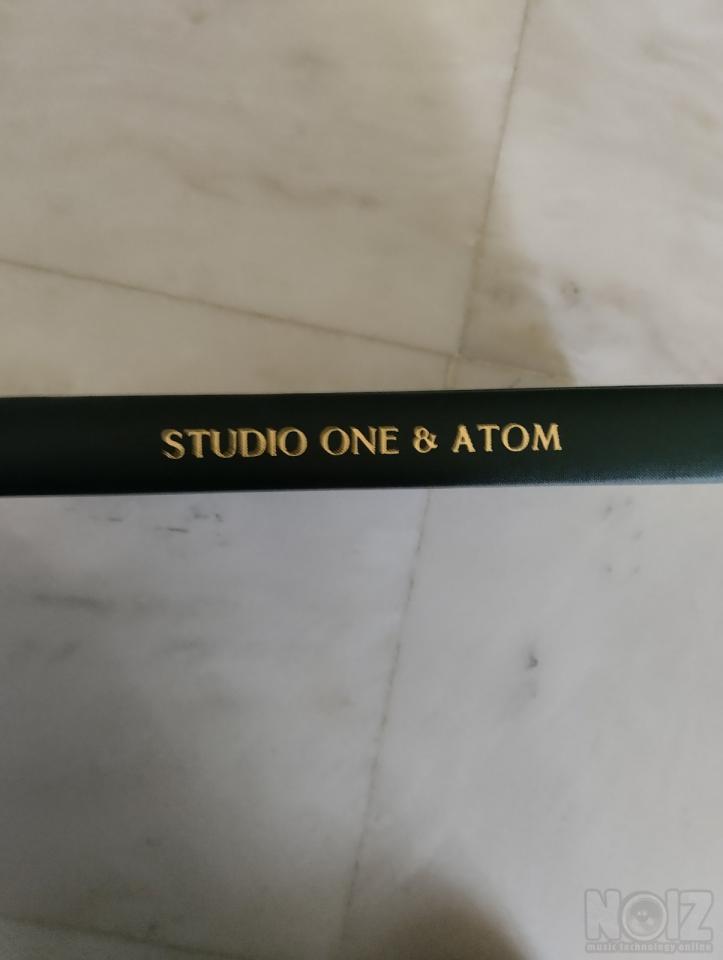 STUDIO ONE & ATOM
NOIZ
music technology online